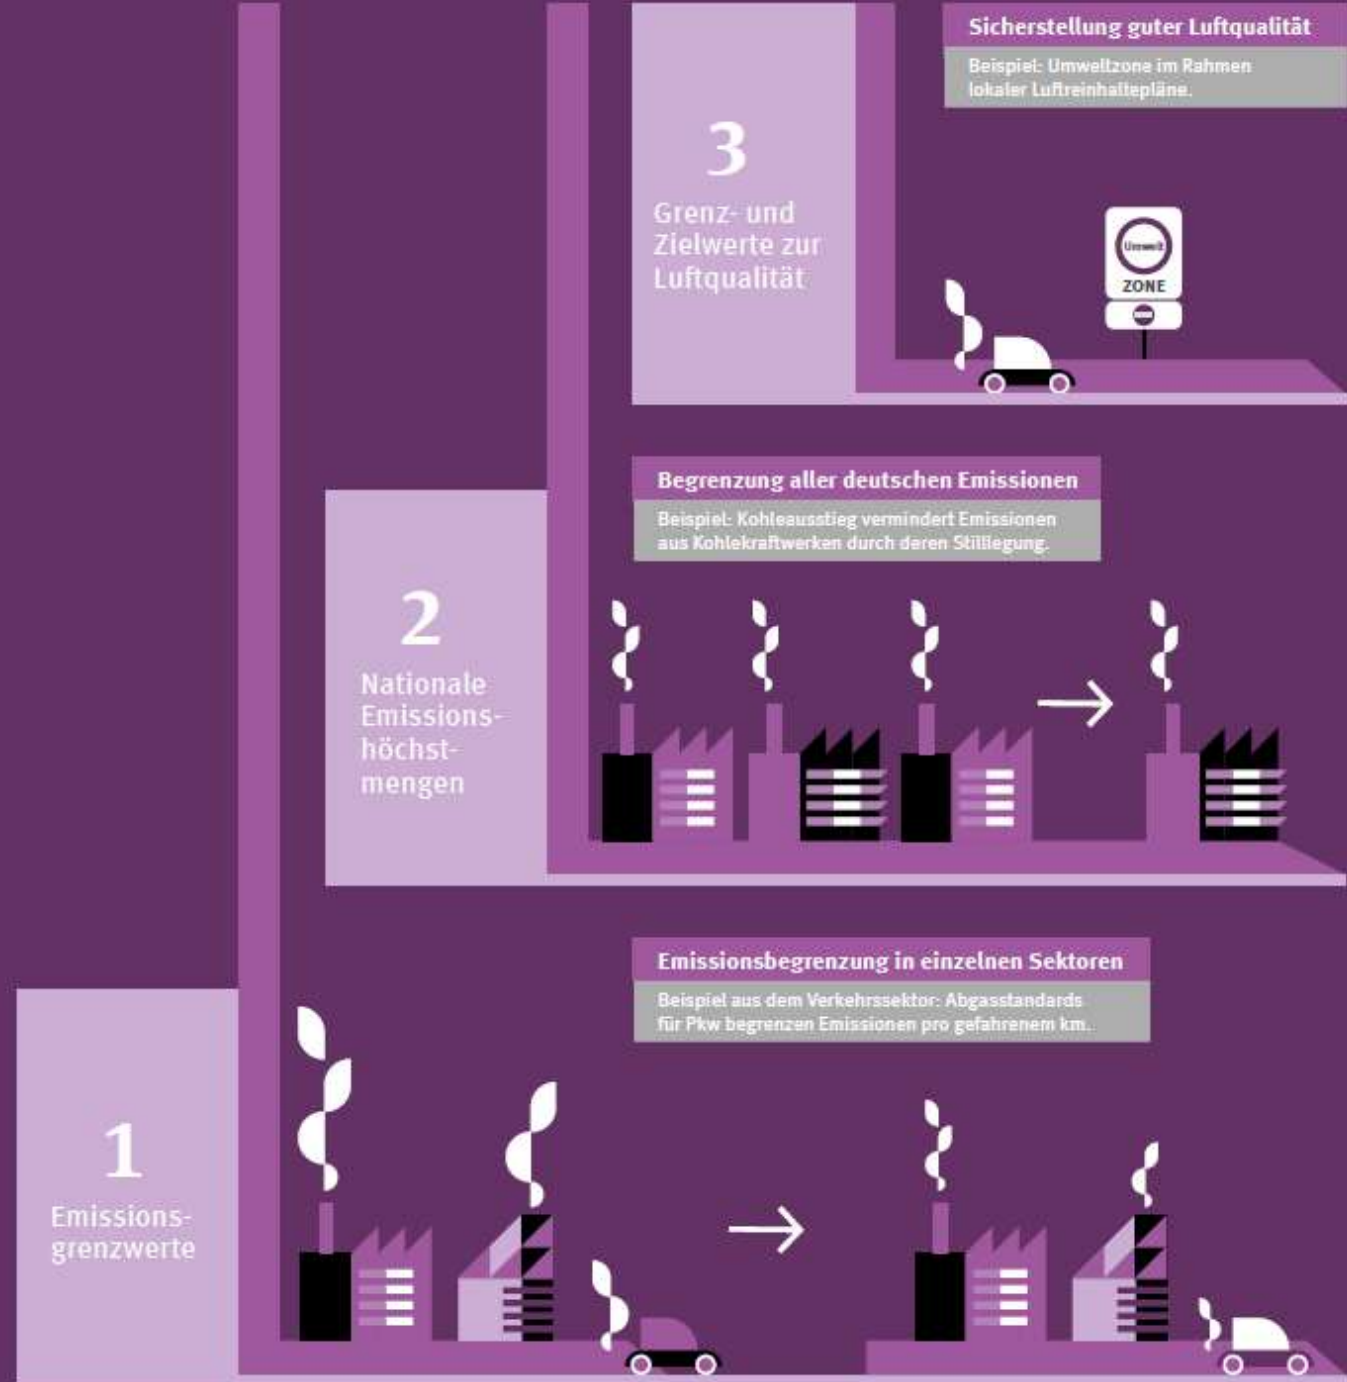 Sicherstellung guter Luftqualität
Beispiel: Umweltzone im Rahmen
lokaler Luftreinhaltepläne.
3
Grenz- und
Zielwerte zur
Luftqualität
Umwelt
ZONE
Begrenzung aller deutschen Emissionen
Beispiel: Kohleausstieg vermindert Emissionen
aus Kohlekraftwerken durch deren Stilllegung.
2
Nationale
Emissions-
höchst-
mengen
Emissionsbegrenzung in einzelnen Sektoren
Beispiel aus dem Verkehrssektor: Abgasstandards
für Pkw begrenzen Emissionen pro gefahrenem km.
1
Emissions-
grenzwerte